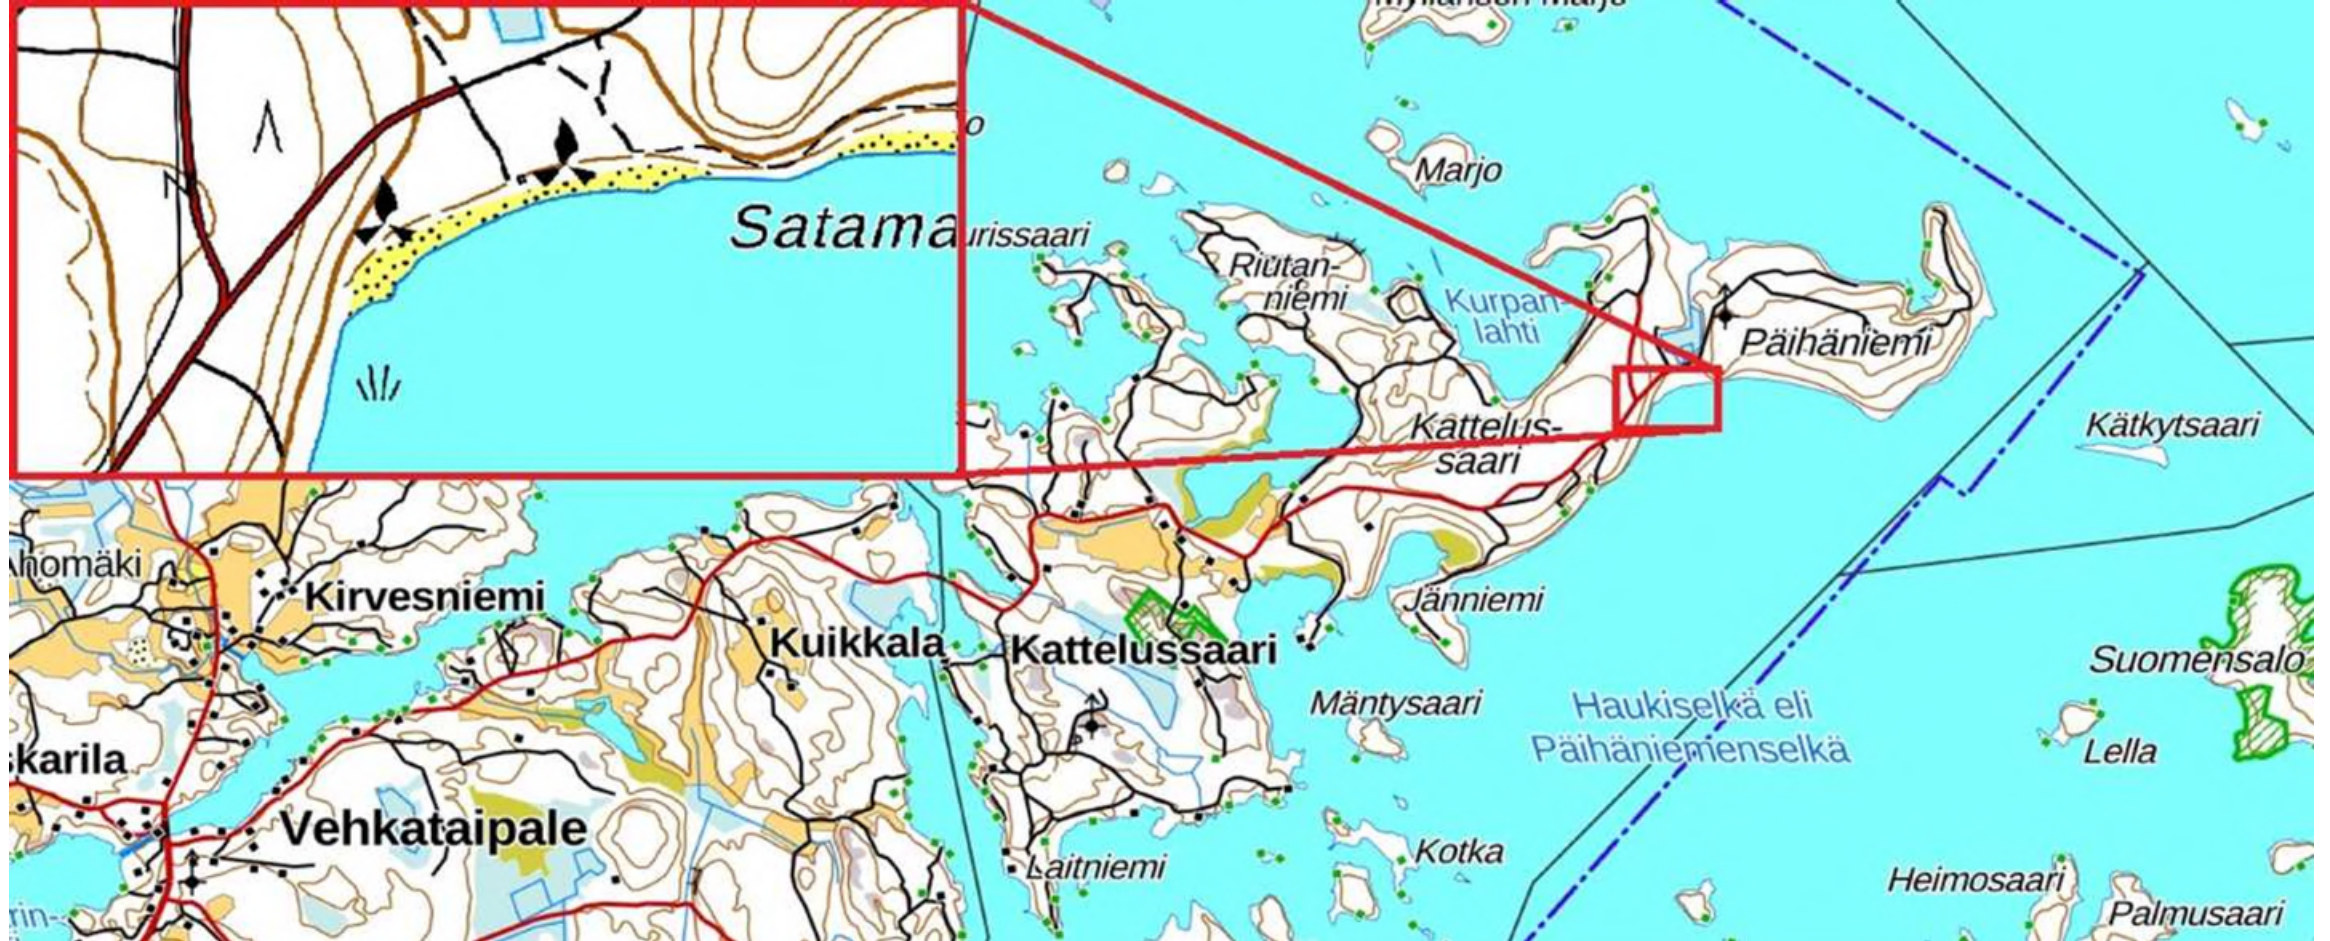 Satama
urissaari
Marjo
Riutan-
niemi
Kurpan-
lahti
Päihäniemi
Kattelus-
saari
Kätkytsaari
Kirvesniemi
Kuikkala
Kattelussaari
Jänniemi
Suomensalo
Mäntysaari
Haukiselkä eli
Päihäniemenselkä
Lella
karila
Vehkataipale
Kotka
Laitniemi
Heimosaari
Palmusaari